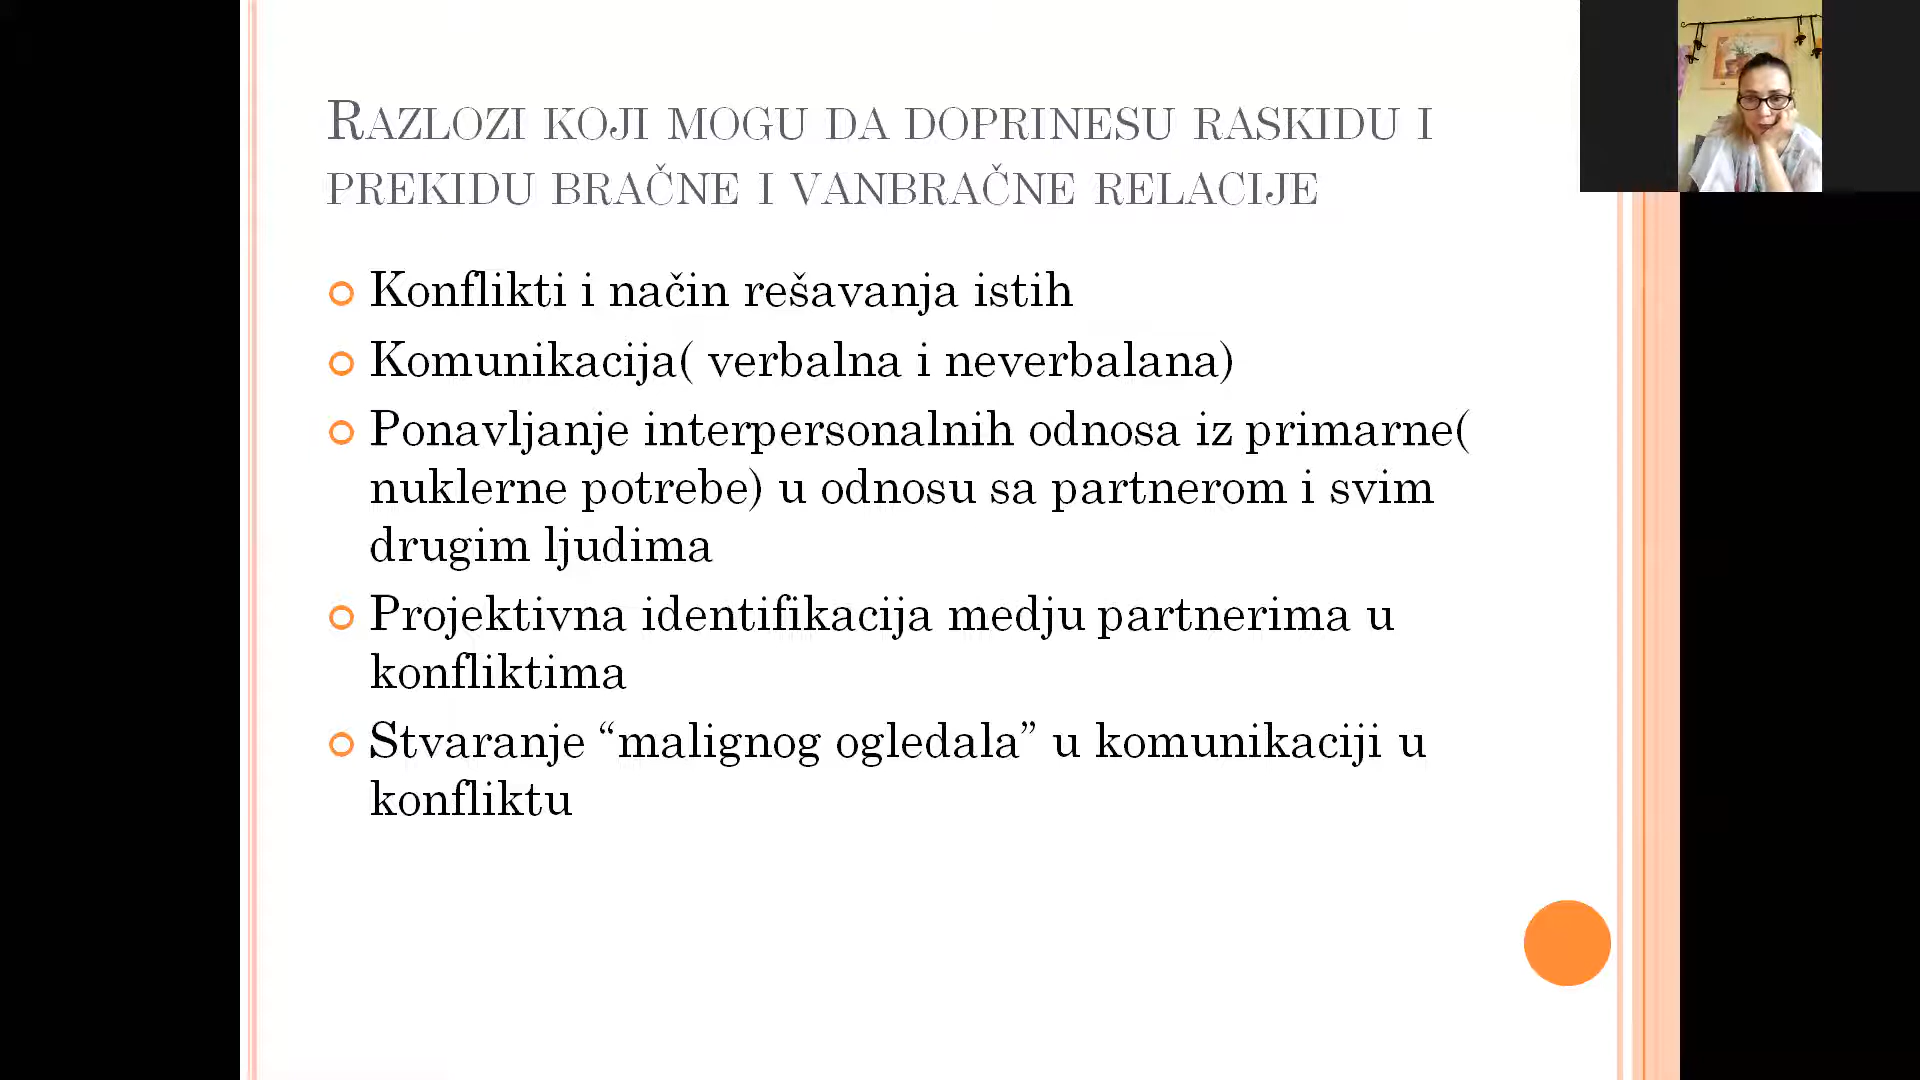 RAZLOZI KOJI MOGU DA DOPRINESU RASKIDU I
PREKIDU BRAČNE I VANBRAČNE RELACIJE
Konflikti i način rešavanja istih
Komunikacija( verbalna i neverbalana)
Ponavljanje interpersonalnih odnosa iz primarne(
nuklerne potrebe) u odnosu sa partnerom i svim
drugim ljudima
Projektivna identifikacija medju partnerima u
konfliktima
Stvaranje “malignog ogledala” u komunikaciji u
konfliktu